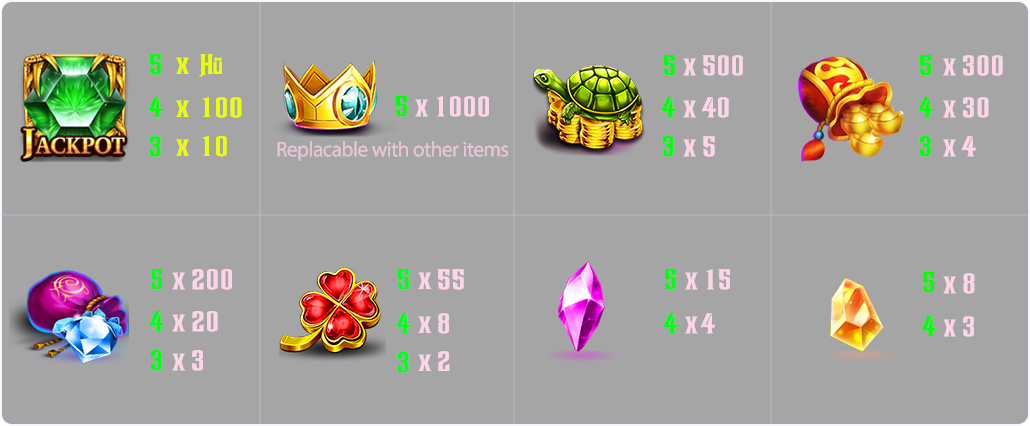 JACKPOT
5 x Hũ
4 x 100
3 x 10
5 x 1000
Replacable with other items
5 x 500
4 x 40
3 x 5
5 x 300
4 x 30
3 x 4
5 x 200
4 x 20
3 x 3
5 x 55
4 x 8
3 x 2
5 x 15
4 x 4
5 x 8
4 x 3